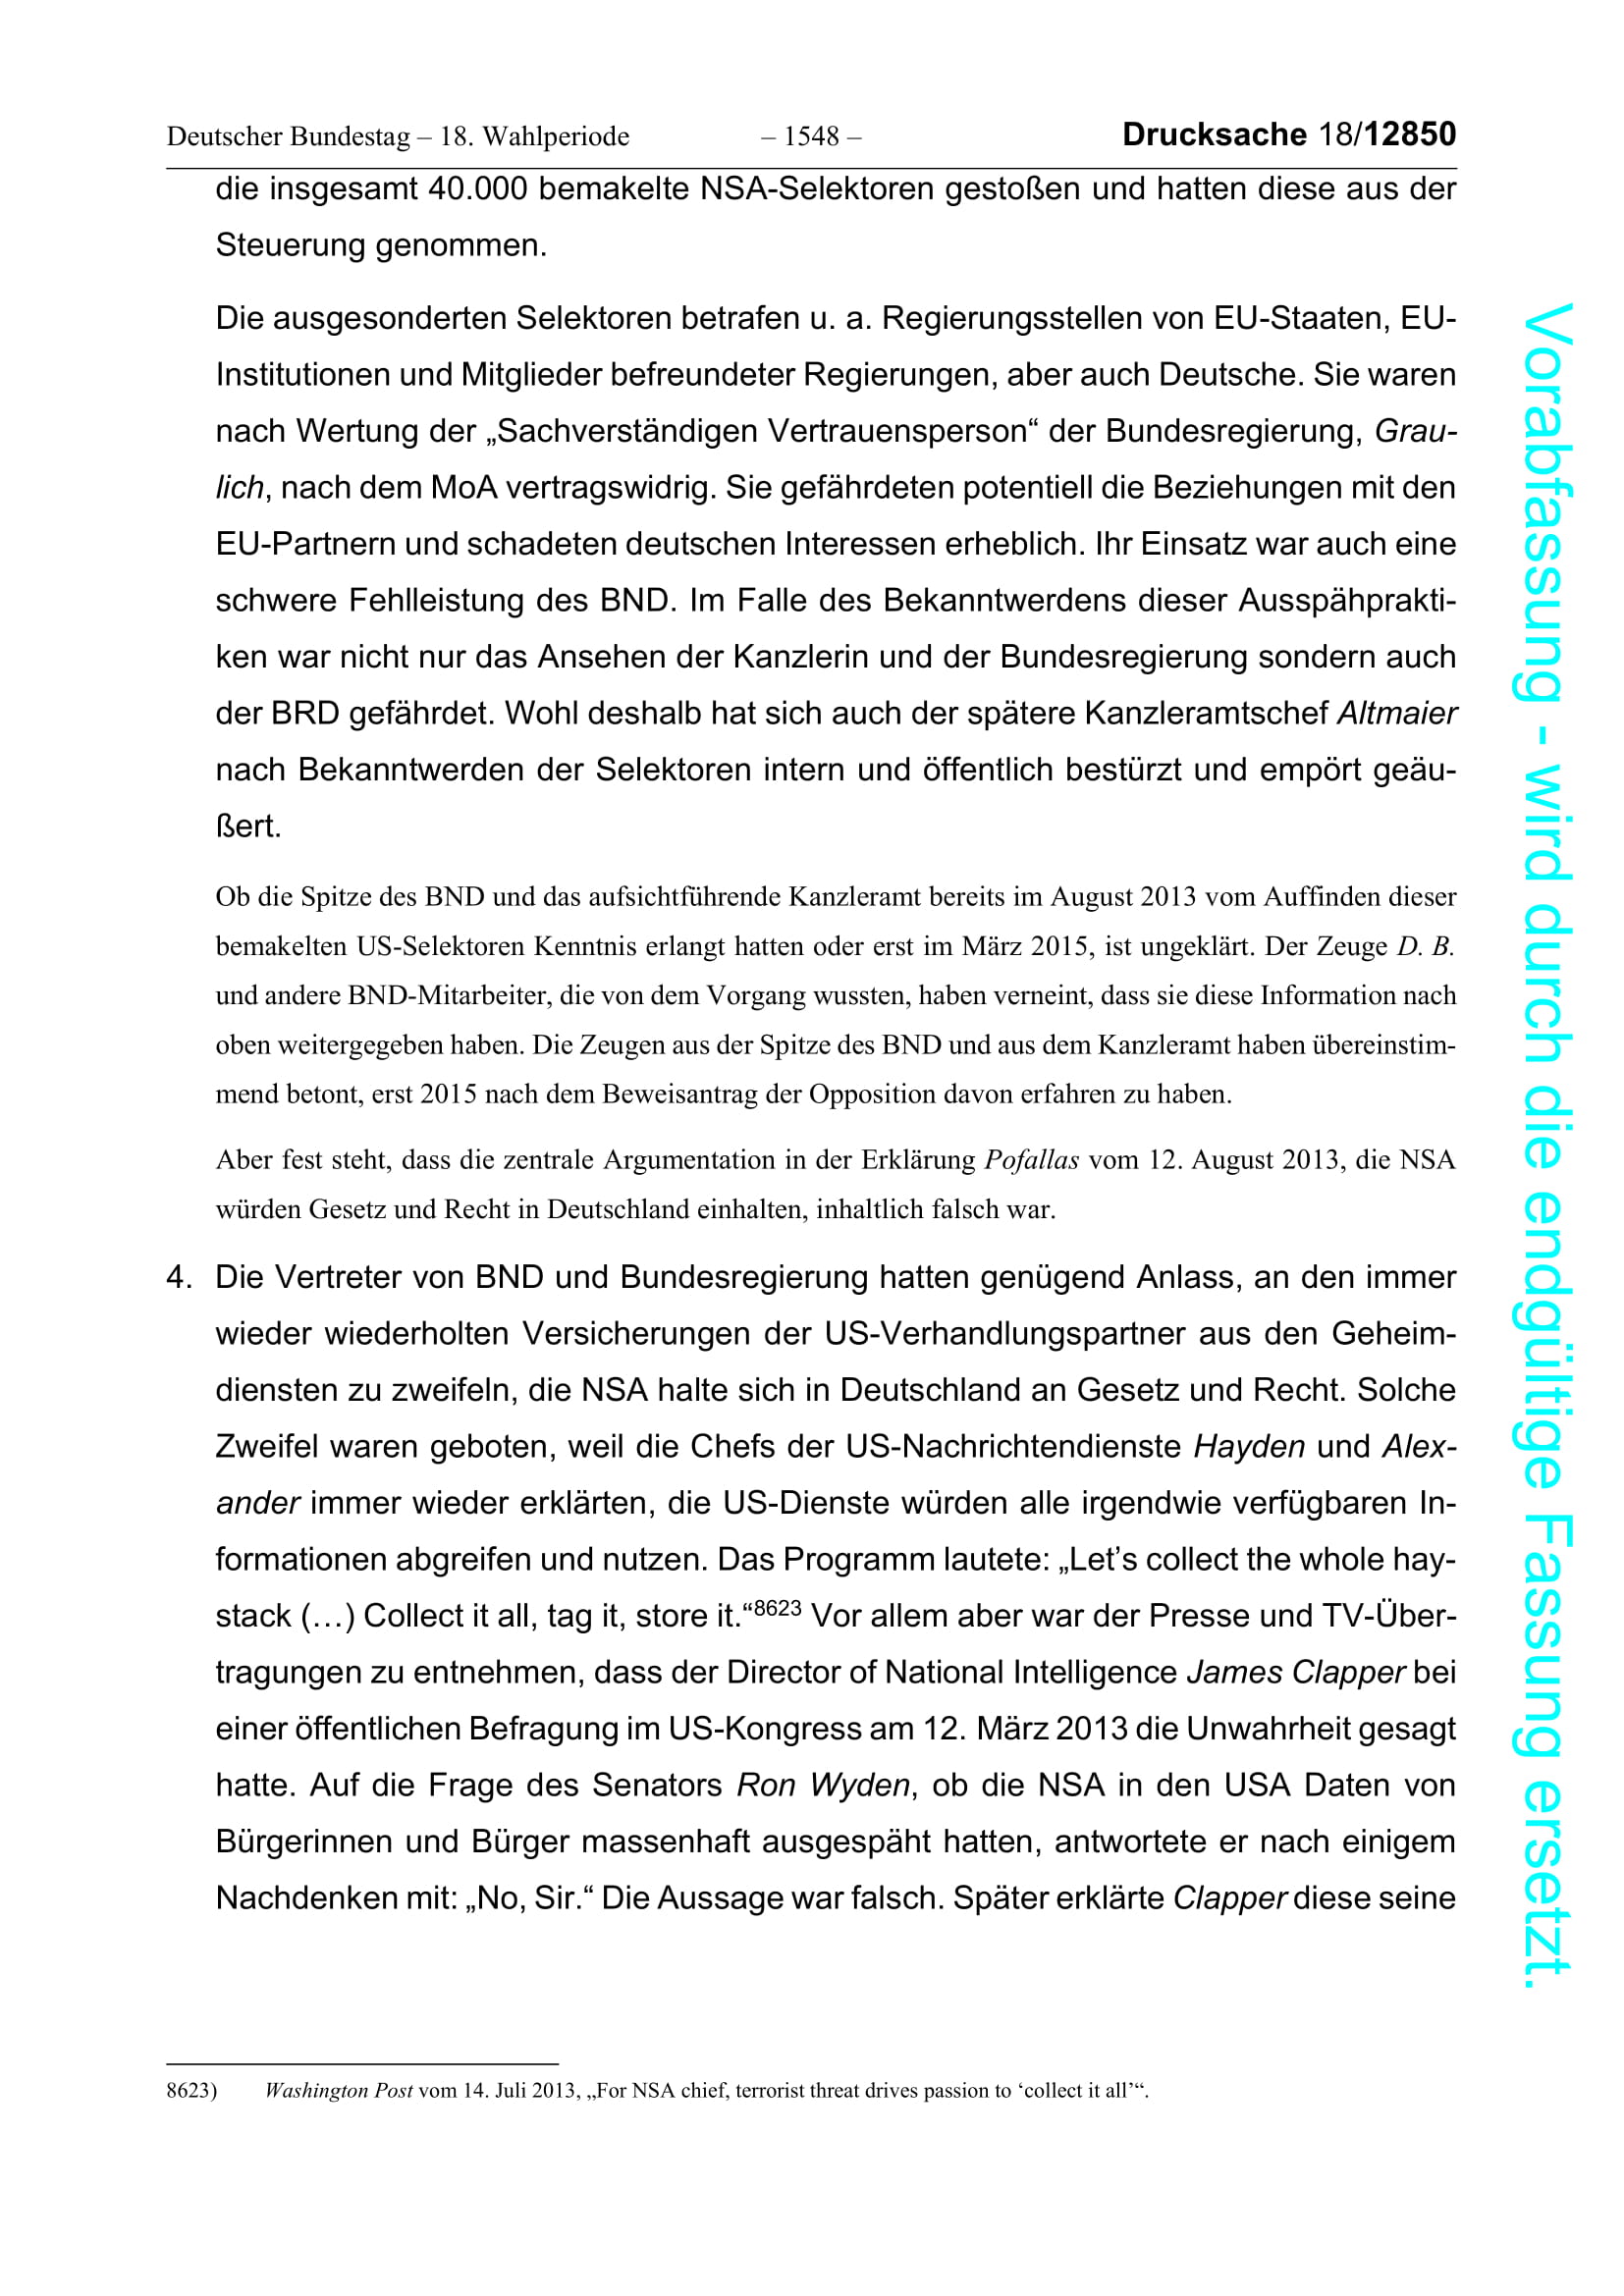 Deutscher Bundestag – 18. Wahlperiode – 1548 – Drucksache 18/12850
die insgesamt 40.000 bemakelte NSA-Selektoren gestoßen und hatten diese aus der
Steuerung genommen.
Die ausgesonderten Selektoren betrafen u. a. Regierungsstellen von EU-Staaten, EU-
Institutionen und Mitglieder befreundeter Regierungen, aber auch Deutsche. Sie waren
nach Wertung der „Sachverständigen Vertrauensperson“ der Bundesregierung, Grau-
lich, nach dem MoA vertragswidrig. Sie gefährdeten potentiell die Beziehungen mit den
EU-Partnern und schadeten deutschen Interessen erheblich. Ihr Einsatz war auch eine
schwere Fehlleistung des BND. Im Falle des Bekanntwerdens dieser Ausspähprakti-
ken war nicht nur das Ansehen der Kanzlerin und der Bundesregierung sondern auch
der BRD gefährdet. Wohl deshalb hat sich auch der spätere Kanzleramtschef Altmaier
nach Bekanntwerden der Selektoren intern und öffentlich bestürzt und empört geäu-
ßert.
Ob die Spitze des BND und das aufsichtführende Kanzleramt bereits im August 2013 vom Auffinden dieser
bemakelten US-Selektoren Kenntnis erlangt hatten oder erst im März 2015, ist ungeklärt. Der Zeuge D. B.
und andere BND-Mitarbeiter, die von dem Vorgang wussten, haben verneint, dass sie diese Information nach
oben weitergegeben haben. Die Zeugen aus der Spitze des BND und aus dem Kanzleramt haben übereinstim-
mend betont, erst 2015 nach dem Beweisantrag der Opposition davon erfahren zu haben.
Aber fest steht, dass die zentrale Argumentation in der Erklärung Pofallas vom 12. August 2013, die NSA
würden Gesetz und Recht in Deutschland einhalten, inhaltlich falsch war.
4. Die Vertreter von BND und Bundesregierung hatten genügend Anlass, an den immer
wieder wiederholten Versicherungen der US-Verhandlungspartner aus den Geheim-
diensten zu zweifeln, die NSA halte sich in Deutschland an Gesetz und Recht. Solche
Zweifel waren geboten, weil die Chefs der US-Nachrichtendienste Hayden und Alex-
ander immer wieder erklärten, die US-Dienste würden alle irgendwie verfügbaren In-
formationen abgreifen und nutzen. Das Programm lautete: „Let’s collect the whole hay-
stack (…) Collect it all, tag it, store it.“8623 Vor allem aber war der Presse und TV-Über-
tragungen zu entnehmen, dass der Director of National Intelligence James Clapper bei
einer öffentlichen Befragung im US-Kongress am 12. März 2013 die Unwahrheit gesagt
hatte. Auf die Frage des Senators Ron Wyden, ob die NSA in den USA Daten von
Bürgerinnen und Bürger massenhaft ausgespäht hatten, antwortete er nach einigem
Nachdenken mit: „No, Sir.“ Die Aussage war falsch. Später erklärte Clapper diese seine
8623) Washington Post vom 14. Juli 2013, „For NSA chief, terrorist threat drives passion to ‘collect it all’“.
Vorabfassung - wird durch die endgültige Fassung ersetzt.